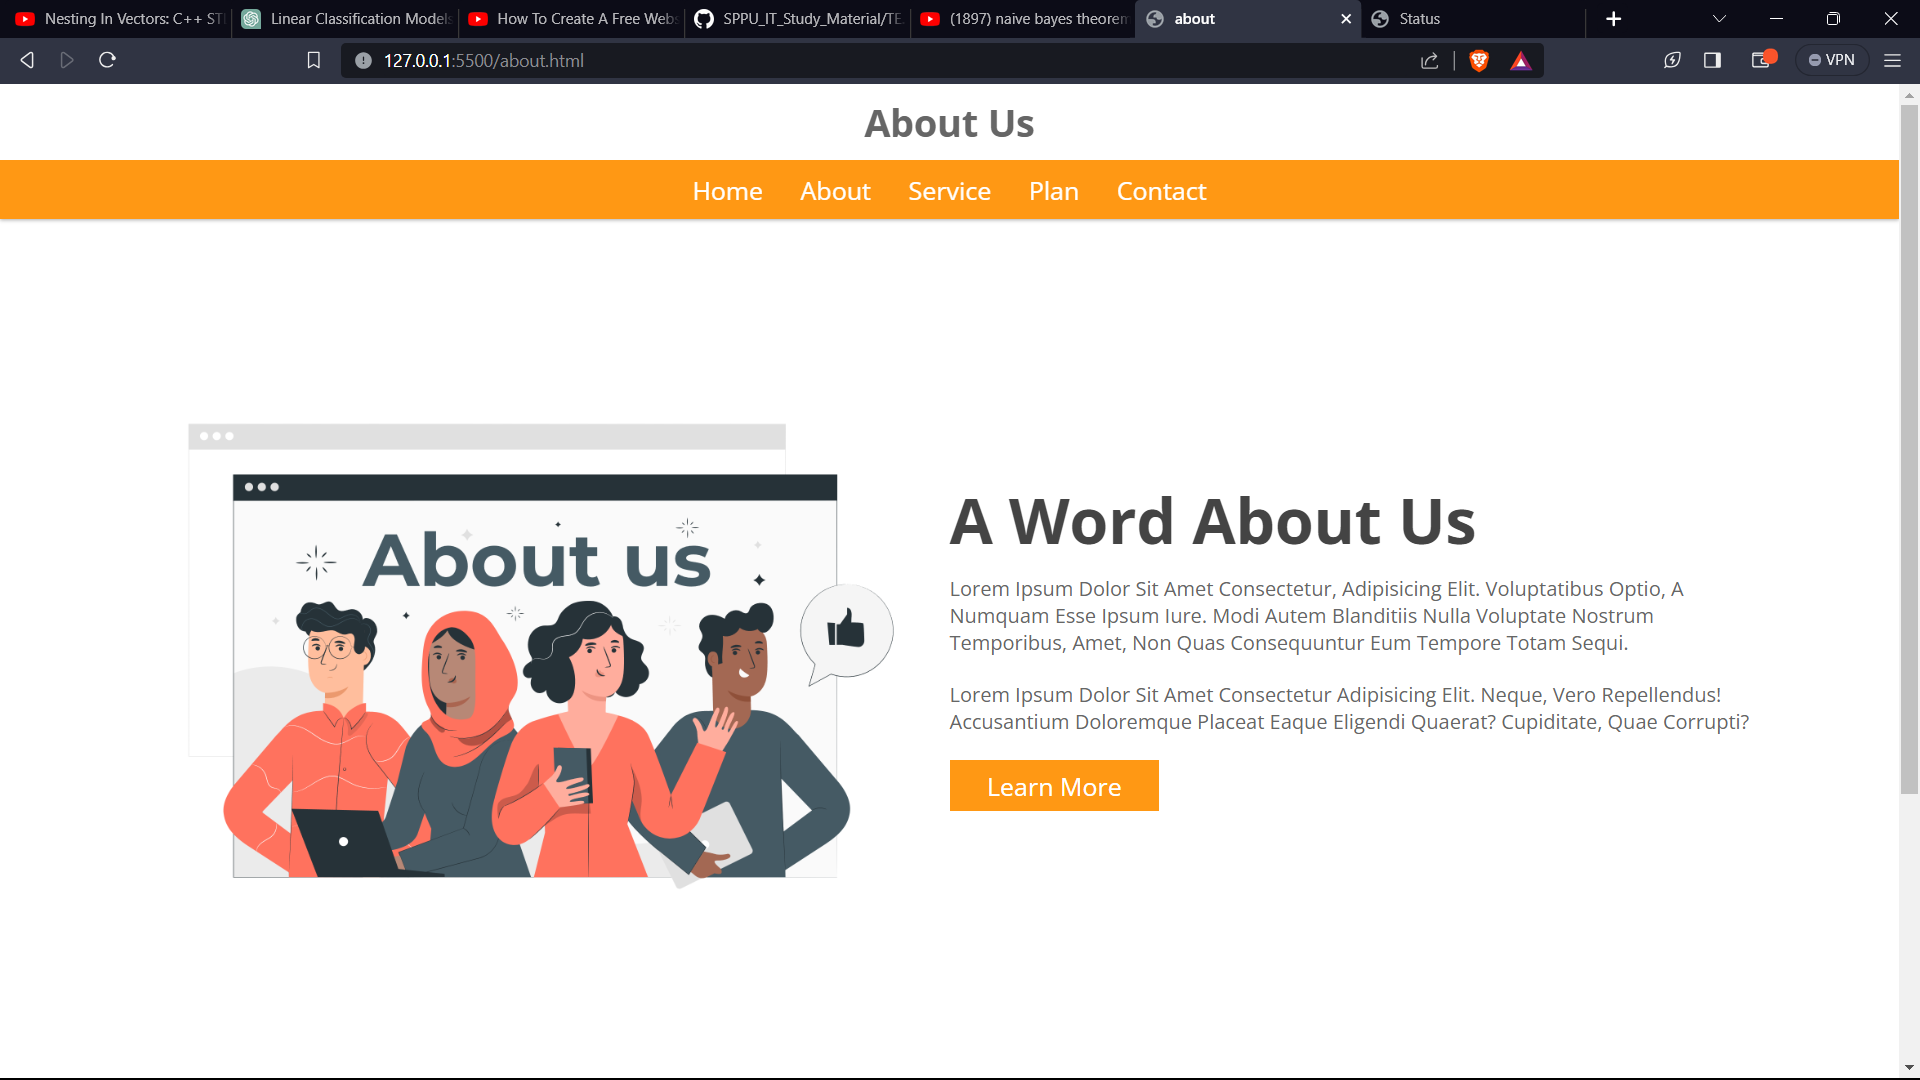 Nesting In Vectors: C++ ST
Linear Classification Models
How To Create A Free Webs
SPPU_IT_Study_Material/TE
(1897) naive bayes theorem
about
Status
127.0.0.1:5500/about.html
VPN
About Us
Home About Service Plan Contact
About us
A Word About Us
Lorem Ipsum Dolor Sit Amet Consectetur, Adipisicing Elit. Voluptatibus Optio, A
Numquam Esse Ipsum Iure. Modi Autem Blanditiis Nulla Voluptate Nostrum
Temporibus, Amet, Non Quas Consequuntur Eum Tempore Totam Sequi.
Lorem Ipsum Dolor Sit Amet Consectetur Adipisicing Elit. Neque, Vero Repellendus!
Accusantium Doloremque Placeat Eaque Eligendi Quaerat? Cupiditate, Quae Corrupti?
Learn More